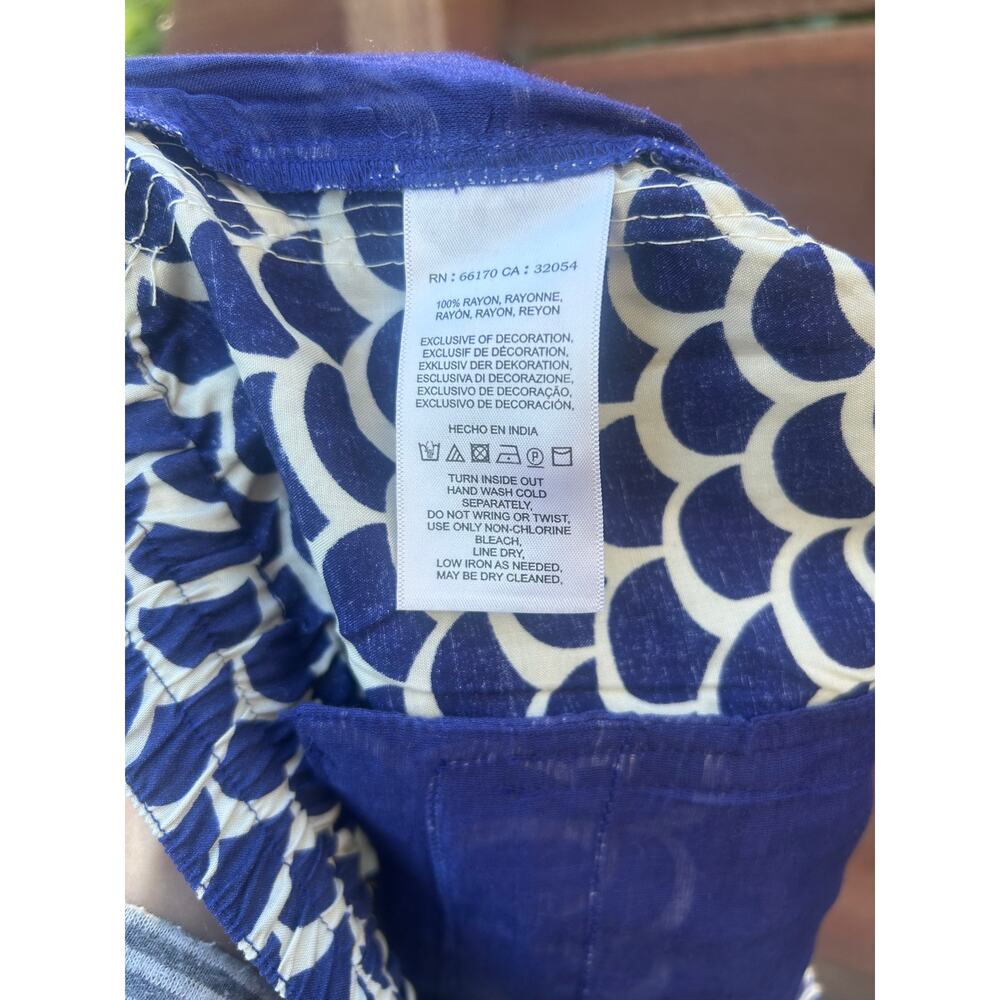 RN : 66170 CA : 32054
100% RAYON, RAYONNE,
RAYÓN, RAYON, REYON
EXCLUSIVE OF DECORATION,
EXCLUSIF DE DÉCORATION,
EXKLUSIV DER DEKORATION,
ESCLUSIVA DI DECORAZIONE,
EXCLUSIVO DE DECORAÇÃO,
EXCLUSIVO DE DECORACIÓN,
HECHO EN INDIA
P
TURN INSIDE OUT
HAND WASH COLD
SEPARATELY,
DO NOT WRING OR TWIST,
USE ONLY NON-CHLORINE
BLEACH,
LINE DRY,
LOW IRON AS NEEDED,
MAY BE DRY CLEANED,